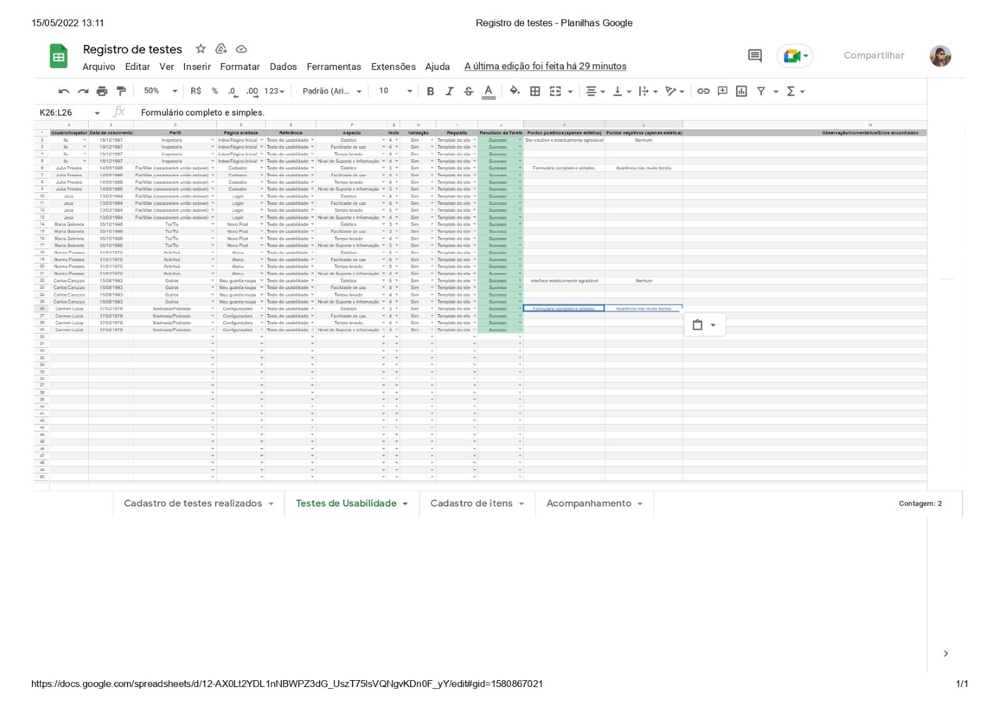 15/05/2022 13:11 Registro de testes - Planilhas Google
Registro de testes
Arquivo Editar Ver Inserir Formatar Dados Ferramentas Extensões Ajuda A última edição foi feita há 29 minutos
Compartilhar
50% R$ % .0 .00 123 Padrão (Ari... 10 B I S A
K26:L26 fx Formulário completo e simples.
A B C D E F G H I J K L M
1 Usuário/Inspetor Data de nascimento Perfil Página avaliada Referência Aspecto Nota Validação Requisito Resultado da Tarefa Pontos positivos (apenas estética) Pontos negativos (apenas estética) Observação/Comentários/Erros encontrados
2 19/12/1997 Inspetor/a Index/Página Inicial Teste de usabilidade Estética 4 Sim Template do site Sucesso Site intuitivo e esteticamente agradável Nenhum.
3 19/12/1997 Inspetor/a Index/Página Inicial Teste de usabilidade Facilidade de uso 4 Sim Template do site Sucesso
4 19/12/1997 Inspetor/a Index/Página Inicial Teste de usabilidade Tempo levado 4 Sim Template do site Sucesso
5 19/12/1997 Inspetor/a Index/Página Inicial Teste de usabilidade Nível de Suporte e Informação 4 Sim Template do site Sucesso
6 Julia Prestes 14/05/1998 Pai/Mãe (casados/em união estável) Cadastro Teste de usabilidade Estética 3 Sim Template do site Sucesso Formulário completo e simples. Aparência não muito bonita.
7 Julia Prestes 14/05/1998 Pai/Mãe (casados/em união estável) Cadastro Teste de usabilidade Facilidade de uso 4 Sim Template do site Sucesso
8 Julia Prestes 14/05/1998 Pai/Mãe (casados/em união estável) Cadastro Teste de usabilidade Tempo levado 4 Sim Template do site Sucesso
9 Julia Prestes 14/05/1998 Pai/Mãe (casados/em união estável) Cadastro Teste de usabilidade Nível de Suporte e Informação 3 Sim Template do site Sucesso
10 Joca 13/03/1994 Pai/Mãe (casados/em união estável) Login Teste de usabilidade Estética 4 Sim Template do site Sucesso
11 Joca 13/03/1994 Pai/Mãe (casados/em união estável) Login Teste de usabilidade Facilidade de uso 5 Sim Template do site Sucesso
12 Joca 13/03/1994 Pai/Mãe (casados/em união estável) Login Teste de usabilidade Tempo levado 5 Sim Template do site Sucesso
13 Joca 13/03/1994 Pai/Mãe (casados/em união estável) Login Teste de usabilidade Nível de Suporte e Informação 4 Sim Template do site Sucesso
14 Maria Gabriela 05/10/1998 Tio/Tia Novo Post Teste de usabilidade Estética 3 Sim Template do site Sucesso
15 Maria Gabriela 05/10/1998 Tio/Tia Novo Post Teste de usabilidade Facilidade de uso 3 Sim Template do site Sucesso
16 Maria Gabriela 05/10/1998 Tio/Tia Novo Post Teste de usabilidade Tempo levado 4 Sim Template do site Sucesso
17 Maria Gabriela 05/10/1998 Tio/Tia Novo Post Teste de usabilidade Nível de Suporte e Informação 3 Sim Template do site Sucesso
18 Norma Prestes 01/01/1970 Avô/Avó Menu Teste de usabilidade Estética Sim Template do site Sucesso
19 Norma Prestes 01/01/1970 Avô/Avó Menu Teste de usabilidade Facilidade de uso 5 Sim Template do site Sucesso
20 Norma Prestes 01/01/1970 Avô/Avó Menu Teste de usabilidade Tempo levado 5 Sim Template do site Sucesso
21 Norma Prestes 01/01/1970 Avô/Avó Menu Teste de usabilidade Nível de Suporte e Informação 4 Sim Template do site Sucesso
22 Carlos Caruzzo 15/06/1993 Outros Meu guarda roupa Teste de usabilidade Estética 5 Sim Template do site Sucesso Interface esteticamente agradável Nenhum
23 Carlos Caruzzo 15/06/1993 Outros Meu guarda roupa Teste de usabilidade Facilidade de uso 4 Sim Template do site Sucesso
24 Carlos Caruzzo 15/06/1993 Outros Meu guarda roupa Teste de usabilidade Tempo levado 4 Sim Template do site Sucesso
25 Carlos Caruzzo 15/06/1993 Outros Meu guarda roupa Teste de usabilidade Nível de Suporte e Informação 4 Sim Template do site Sucesso
26 Carmen Lúcia 07/02/1978 Madrasta/Padrasto Configurações Teste de usabilidade Estética 3 Sim Template do site Sucesso Formulário completo e simples. Aparência não muito bonita.
27 Carmen Lúcia 07/02/1978 Madrasta/Padrasto Configurações Teste de usabilidade Facilidade de uso 4 Sim Template do site Sucesso
28 Carmen Lúcia 07/02/1978 Madrasta/Padrasto Configurações Teste de usabilidade Tempo levado 4 Sim Template do site Sucesso
29 Carmen Lúcia 07/02/1978 Madrasta/Padrasto Configurações Teste de usabilidade Nível de Suporte e Informação 3 Sim Template do site Sucesso
30
31
32
33
34
35
36
37
38
39
40
41
42
43
44
45
46
47
48
49
50
Cadastro de testes realizados Testes de Usabilidade Cadastro de itens Acompanhamento Contagem: 2
https://docs.google.com/spreadsheets/d/12-AX0Lt2YDL1nNBWPZ3dG_UszT75lsVQNgvKDn0F_yY/edit#gid=1580867021 1/1